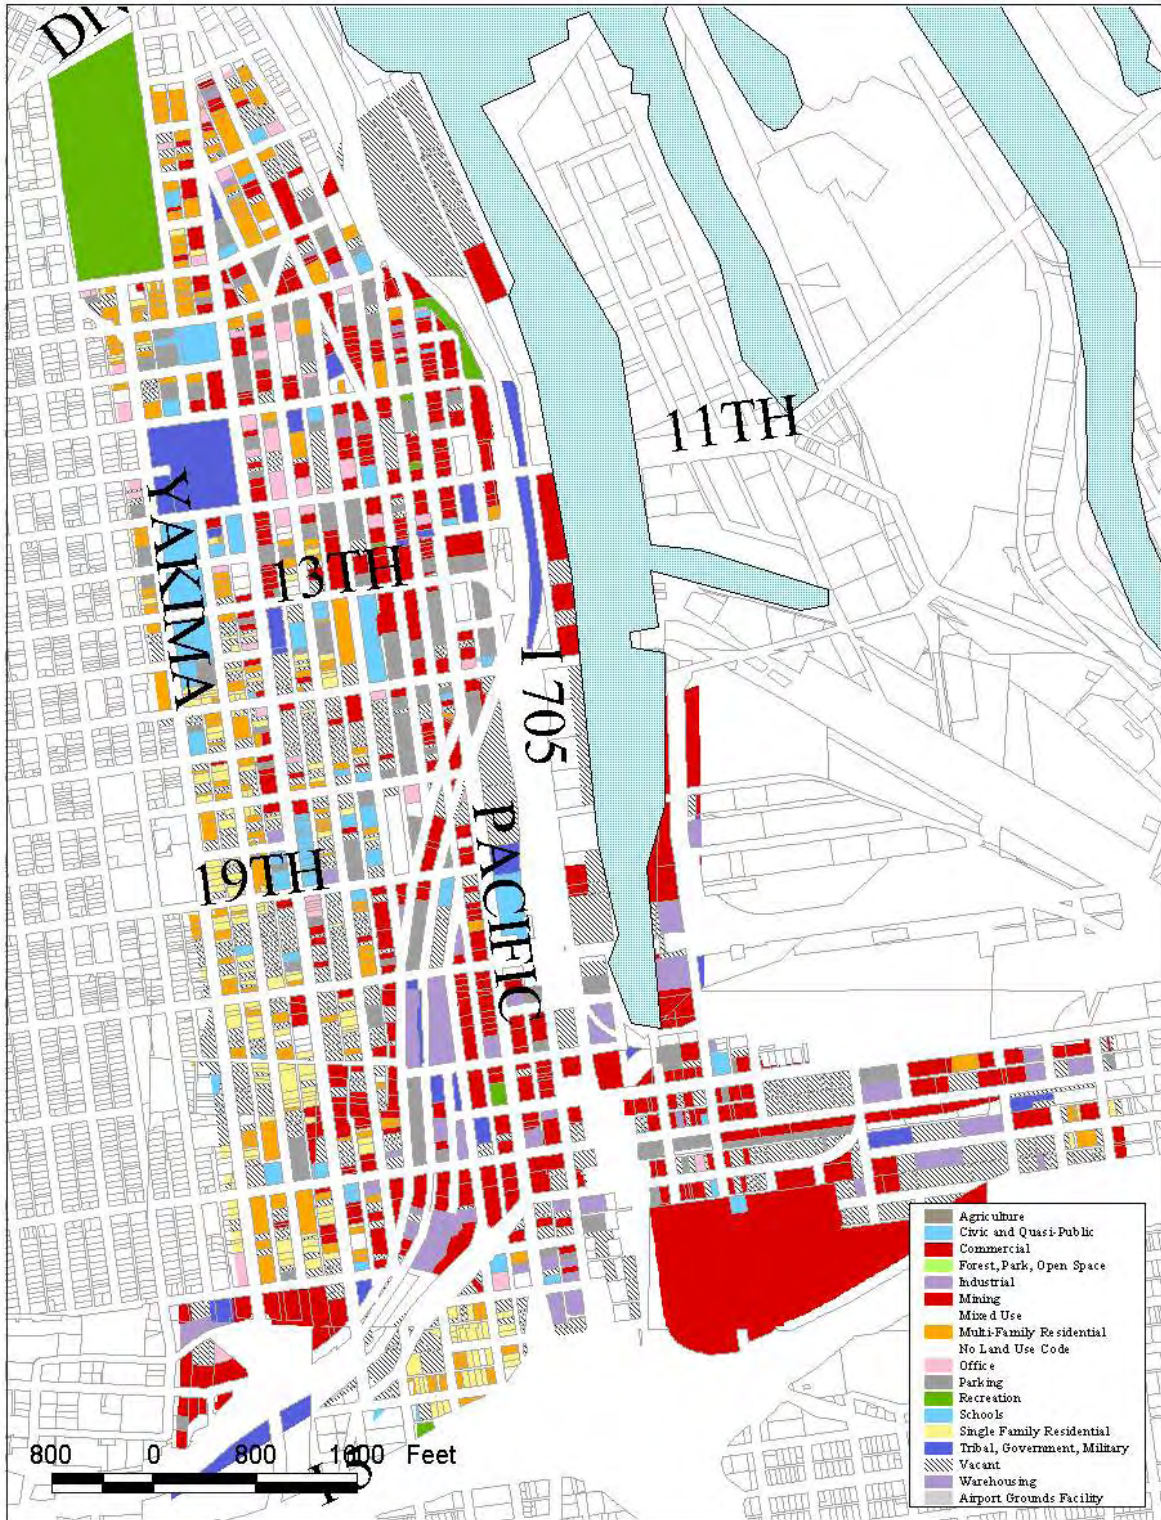 11TH
YAKIMA
13TH
I 705
PACIFIC
19TH
Agriculture
Civic and Quasi-Public
Commercial
Forest, Park, Open Space
Industrial
Mining
Mixed Use
Multi-Family Residential
No Land Use Code
Office
Parking
Recreation
Schools
Single Family Residential
Tribal, Government, Military
Vacant
Warehousing
Airport Grounds Facility
800 0 800 1600 Feet